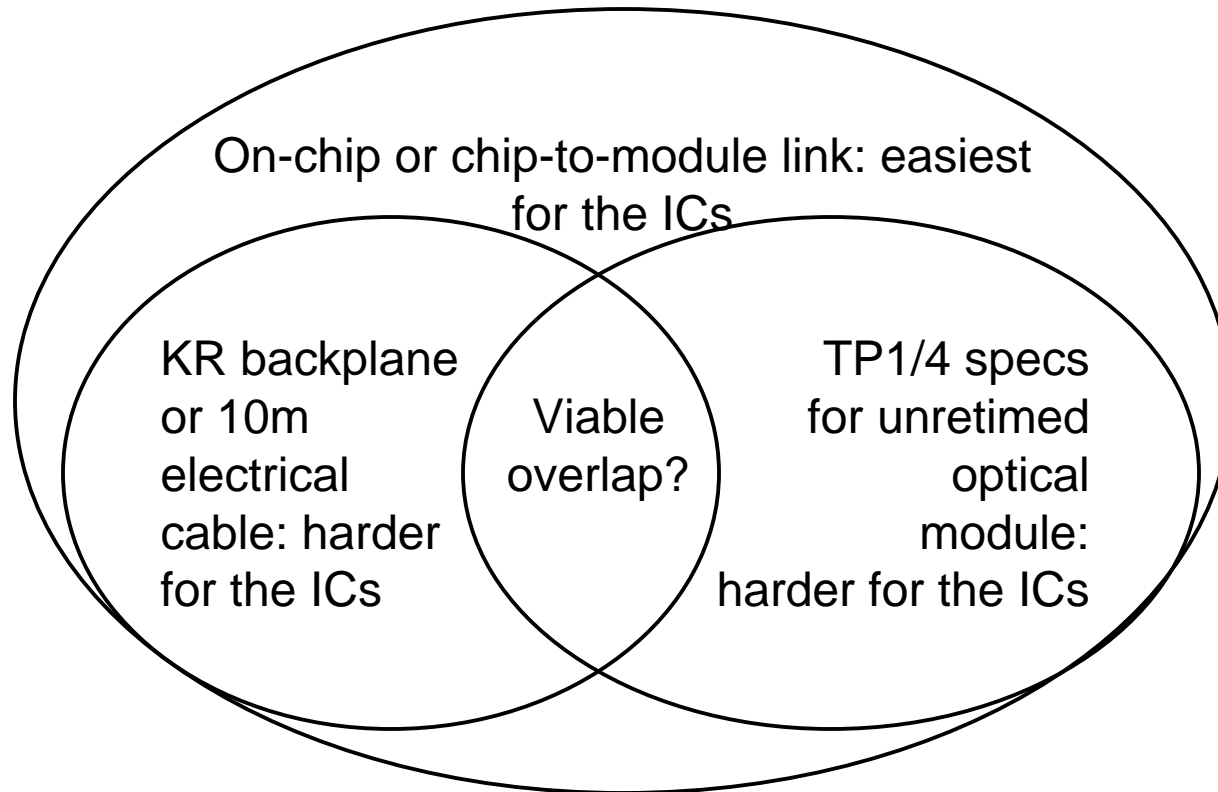 On-chip or chip-to-module link: easiest
for the ICs
KR backplane
or 10m
electrical
cable: harder
for the ICs
Viable
overlap?
TP1/4 specs
for unretimed
optical
module:
harder for the ICs